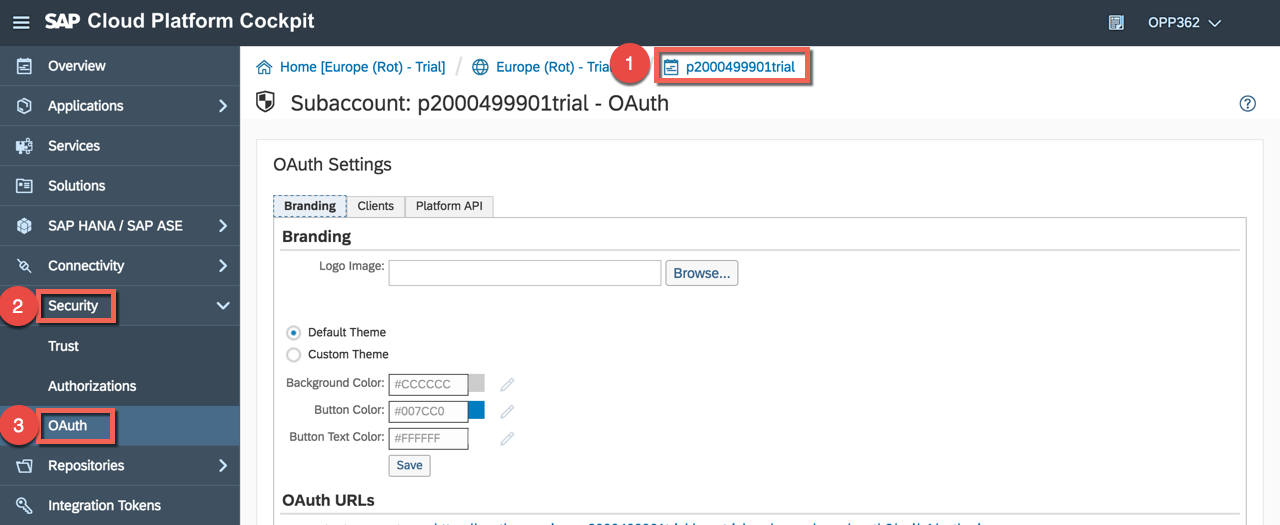 SAP Cloud Platform Cockpit
OPP362
Overview
Applications
Services
Solutions
SAP HANA / SAP ASE
Connectivity
2
Security
Trust
Authorizations
3
OAuth
Repositories
Integration Tokens
Home [Europe (Rot) - Trial] / Europe (Rot) - Tria 1 p2000499901trial
Subaccount: p2000499901trial - OAuth
OAuth Settings
Branding Clients Platform API
Branding
Logo Image: Browse...
Default Theme
Custom Theme
Background Color: #CCCCCC
Button Color: #007CC0
Button Text Color: #FFFFFF
Save
OAuth URLs